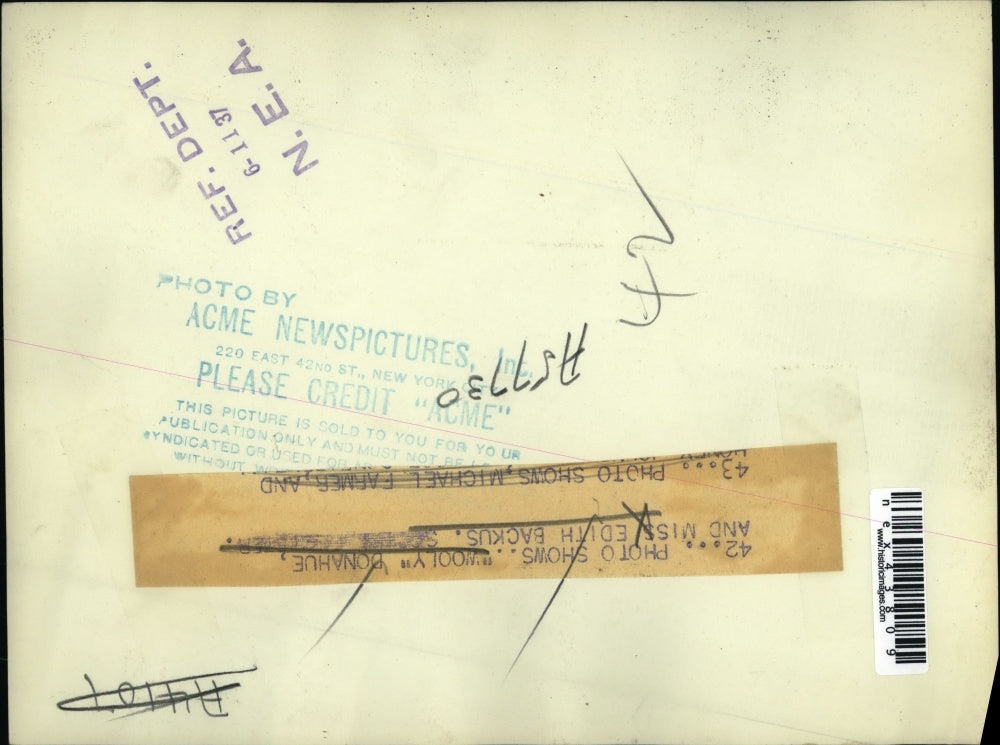 REF. DEPT.
6-11 37
N. E. A.
PHOTO BY
ACME NEWSPICTURES, Inc.
220 EAST 42ND ST., NEW YORK
PLEASE CREDIT "ACME"
THIS PICTURE IS SOLD TO YOU FOR YOUR
PUBLICATION ONLY AND MUST NOT BE
SYNDICATED OR USED FOR
WITHOUT
42... PHOTO SHOWS... "WOOLY" DONAHUE,
AND MISS EDITH BACKUS.
43... PHOTO SHOWS, MICHAEL FARMER, AND
nex43809
www.historicimages.com